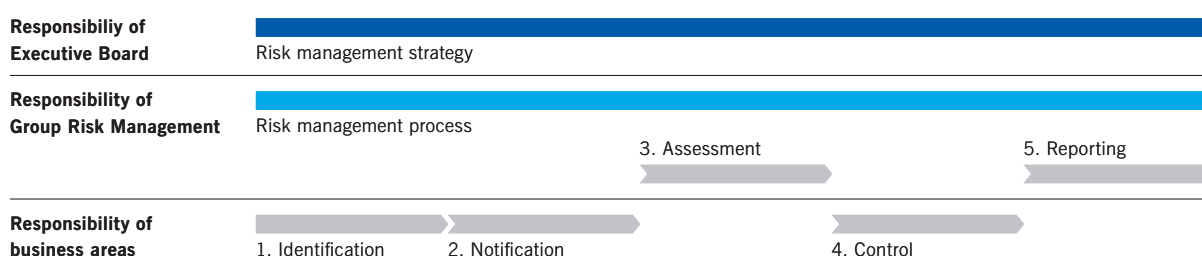 Responsibiliy of
Executive Board
Risk management strategy
Responsibility of
Group Risk Management
Risk management process
3. Assessment
5. Reporting
Responsibility of
business areas
1. Identification
2. Notification
4. Control